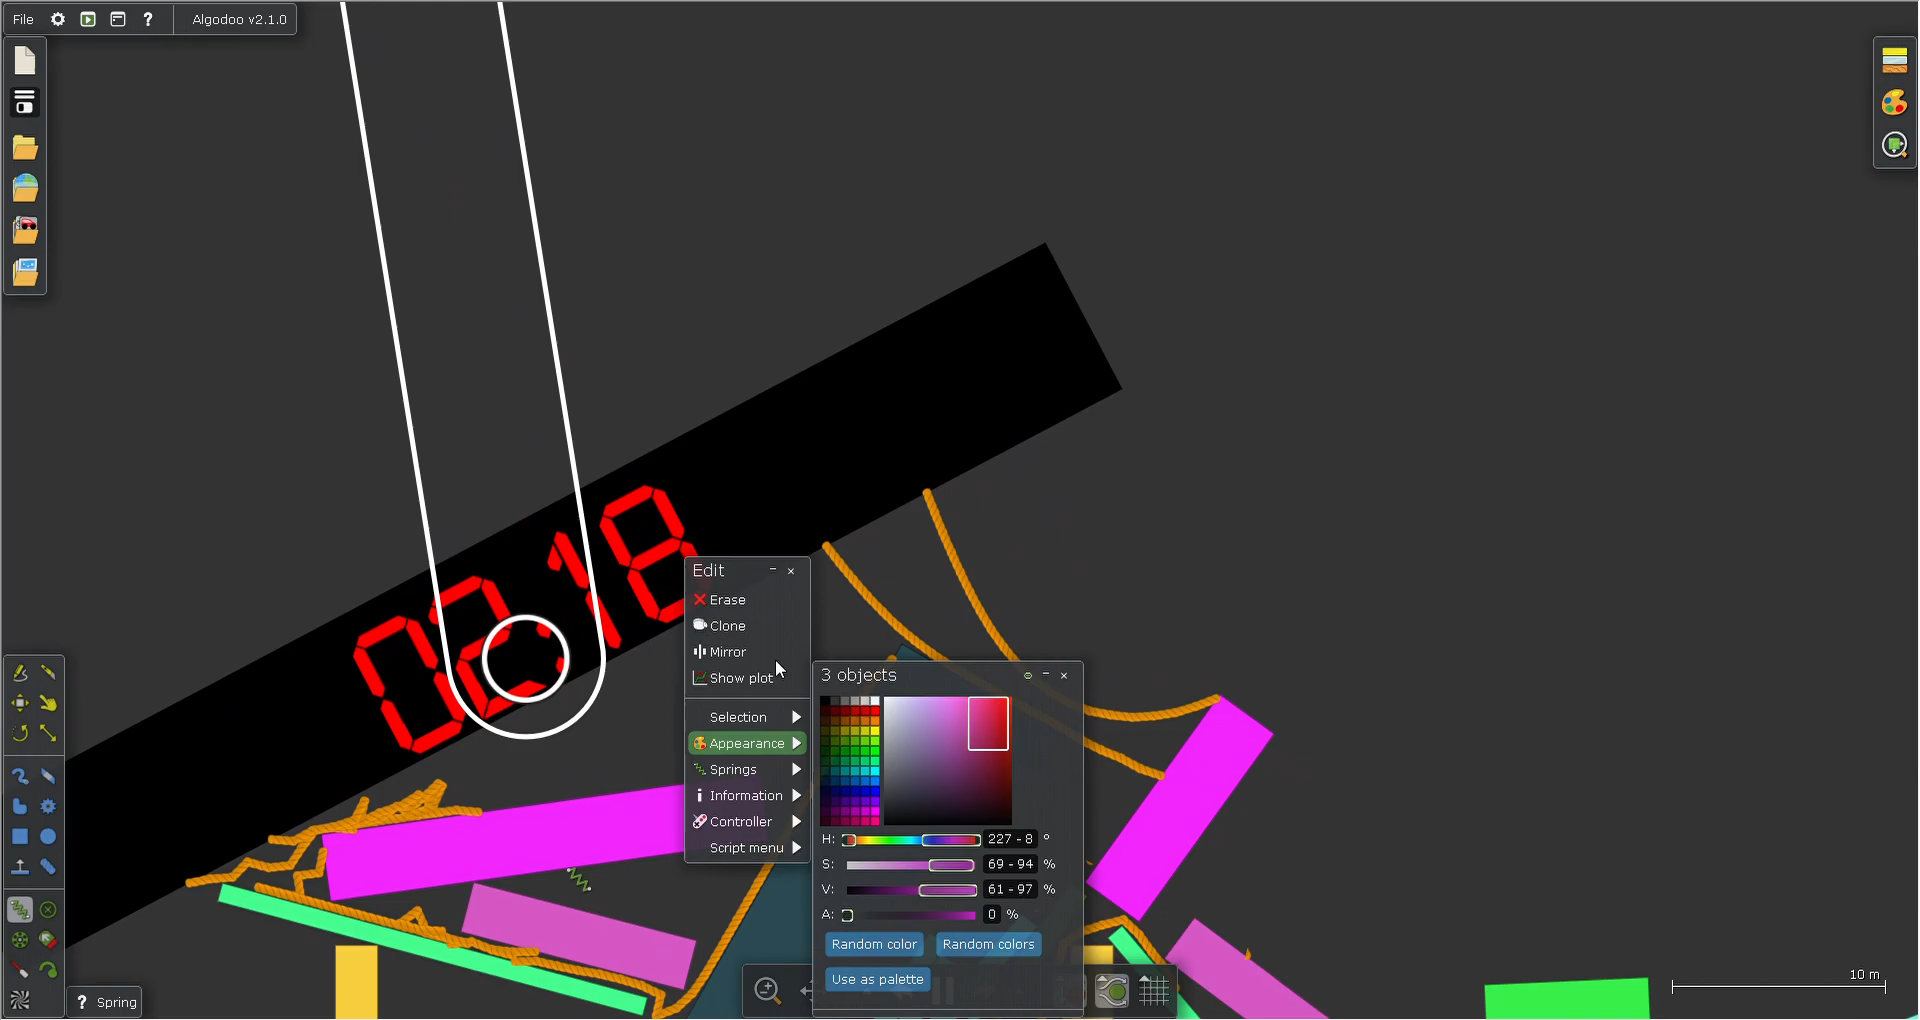 File ? Algodoo v2.1.0
02:18
Edit
Erase
Clone
Mirror
Show plot
Selection
Appearance
Springs
Information
Controller
Script menu
3 objects
H: 227 - 8 °
S: 69 - 94 %
V: 61 - 97 %
A: 0 %
Random color Random colors
Use as palette
10 m
? Spring